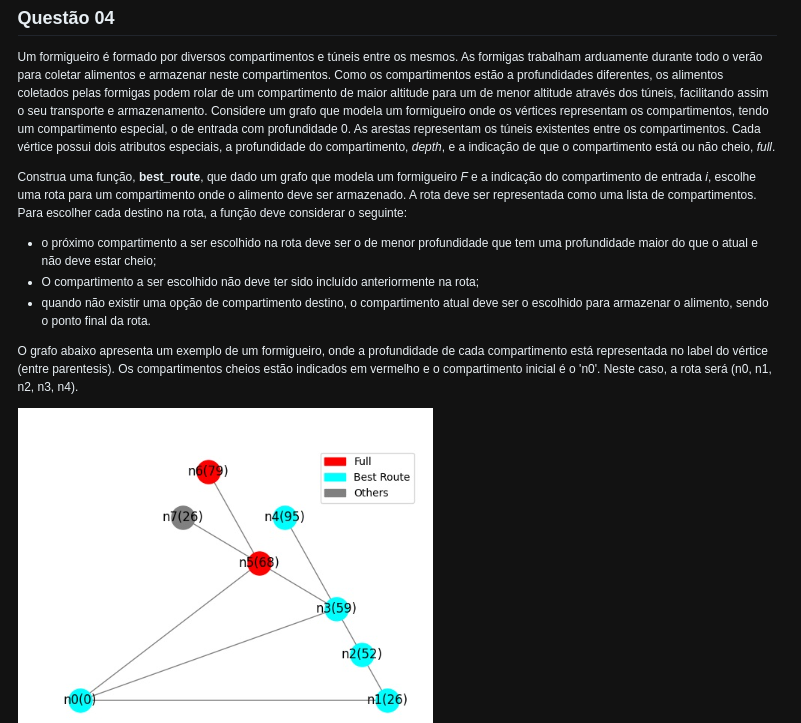 Questão 04
Um formigueiro é formado por diversos compartimentos e túneis entre os mesmos. As formigas trabalham arduamente durante todo o verão
para coletar alimentos e armazenar neste compartimentos. Como os compartimentos estão a profundidades diferentes, os alimentos
coletados pelas formigas podem rolar de um compartimento de maior altitude para um de menor altitude através dos túneis, facilitando assim
o seu transporte e armazenamento. Considere um grafo que modela um formigueiro onde os vértices representam os compartimentos, tendo
um compartimento especial, o de entrada com profundidade 0. As arestas representam os túneis existentes entre os compartimentos. Cada
vértice possui dois atributos especiais, a profundidade do compartimento, depth, e a indicação de que o compartimento está ou não cheio, full.
Construa uma função, best_route, que dado um grafo que modela um formigueiro F e a indicação do compartimento de entrada i, escolhe
uma rota para um compartimento onde o alimento deve ser armazenado. A rota deve ser representada como uma lista de compartimentos.
Para escolher cada destino na rota, a função deve considerar o seguinte:
• o próximo compartimento a ser escolhido na rota deve ser o de menor profundidade que tem uma profundidade maior do que o atual e
não deve estar cheio;
• O compartimento a ser escolhido não deve ter sido incluído anteriormente na rota;
• quando não existir uma opção de compartimento destino, o compartimento atual deve ser o escolhido para armazenar o alimento, sendo
o ponto final da rota.
O grafo abaixo apresenta um exemplo de um formigueiro, onde a profundidade de cada compartimento está representada no label do vértice
(entre parentesis). Os compartimentos cheios estão indicados em vermelho e o compartimento inicial é o 'n0'. Neste caso, a rota será (n0, n1,
n2, n3, n4).
Full
Best Route
Others
n6(79)
n7(26)
n4(95)
n5(68)
n3(59)
n2(52)
n0(0)
n1(26)